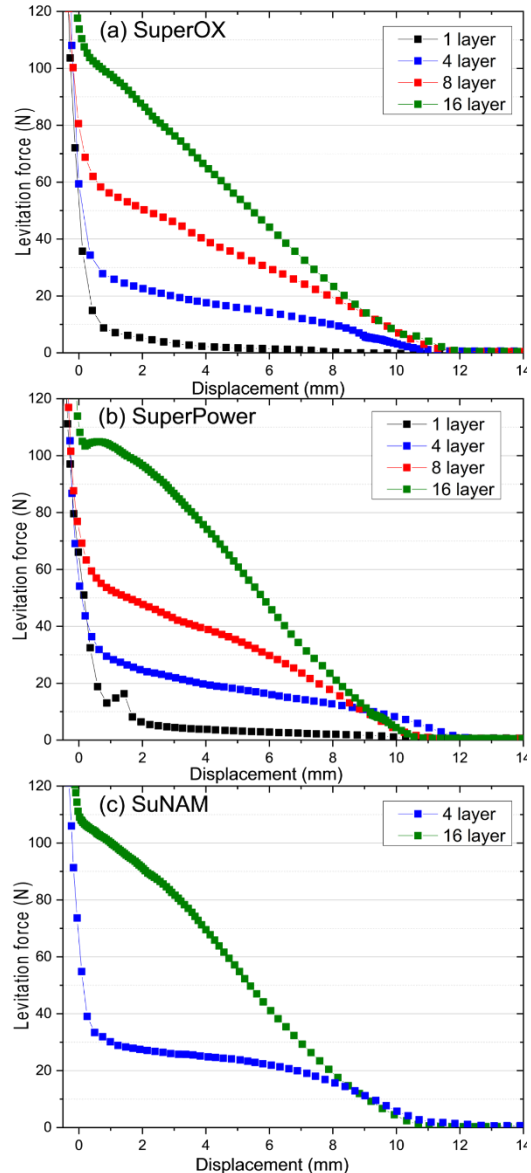 (a) SuperOX
1 layer
4 layer
8 layer
16 layer
Levitation force (N)
120
100
80
60
40
20
0
0 2 4 6 8 10 12 14
Displacement (mm)
(b) SuperPower
1 layer
4 layer
8 layer
16 layer
Levitation force (N)
120
100
80
60
40
20
0
0 2 4 6 8 10 12 14
Displacement (mm)
(c) SuNAM
4 layer
16 layer
Levitation force (N)
120
100
80
60
40
20
0
0 2 4 6 8 10 12 14
Displacement (mm)